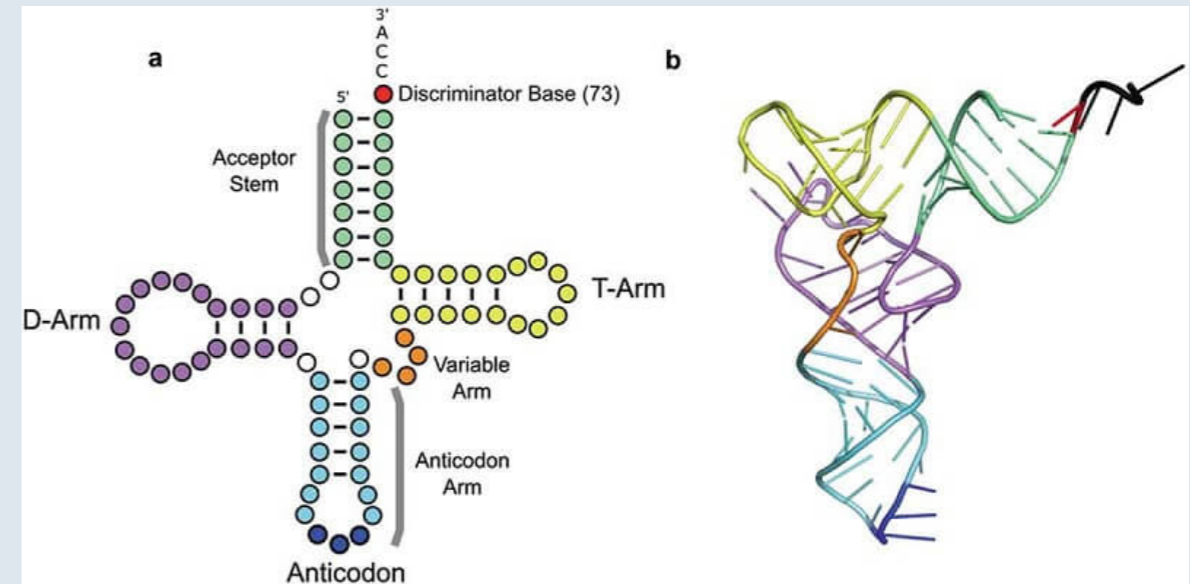 3'
A
C
C
a
b
5'
Discriminator Base (73)
Acceptor
Stem
D-Arm
T-Arm
Variable
Arm
Anticodon
Arm
Anticodon